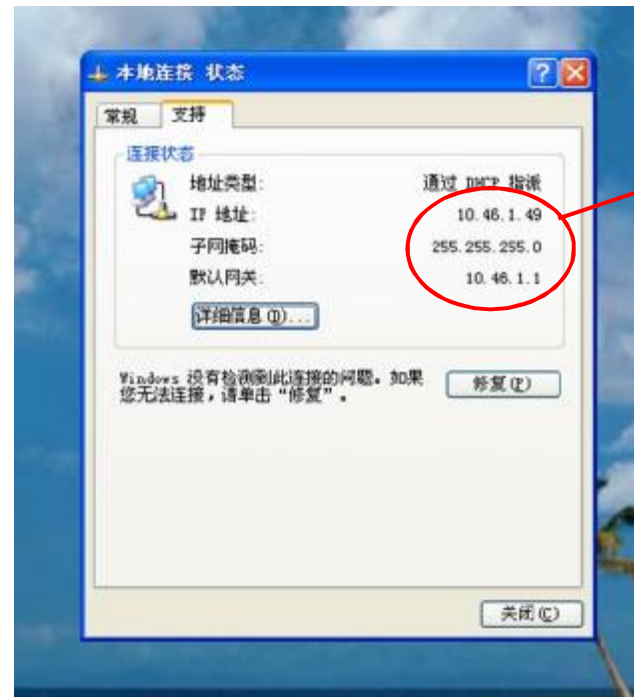 本地连接 状态
常规 支持
连接状态
地址类型: 通过 DHCP 指派
IP 地址: 10.46.1.49
子网掩码: 255.255.255.0
默认网关: 10.46.1.1
详细信息(D)...
Windows 没有检测到此连接的问题。如果
您无法连接，请单击“修复”。
修复(P)
关闭(C)